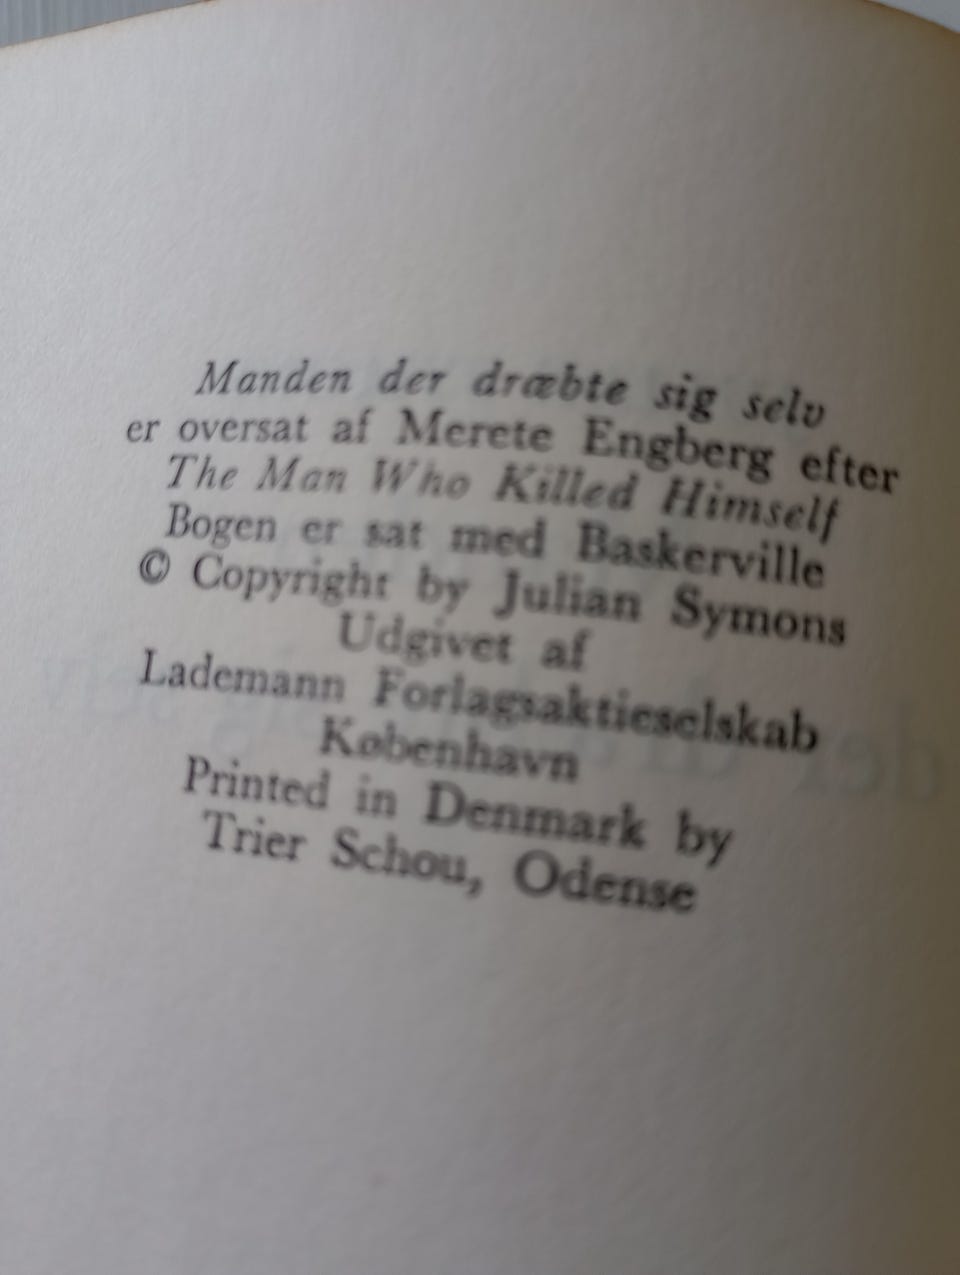 Manden der dræbte sig selv
er oversat af Merete Engberg efter
The Man Who Killed Himself
Bogen er sat med Baskerville
© Copyright by Julian Symons
Udgivet af
Lademann Forlagsaktieselskab
København
Printed in Denmark by
Trier Schou, Odense